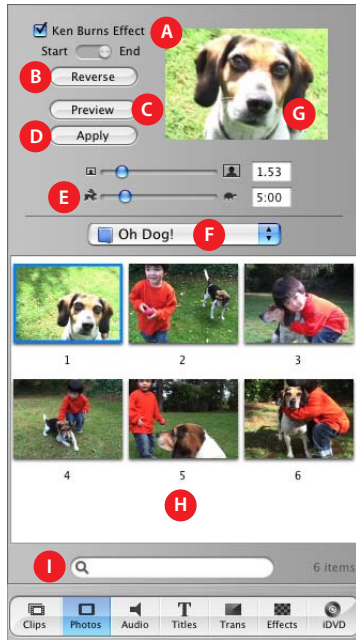 Ken Burns Effect A
Start End
B Reverse
Preview C
D Apply
G
1.53
E 5:00
Oh Dog! F
1 2 3
4 5 6
H
I 6 items
Clips Photos Audio Titles Trans Effects iDVD